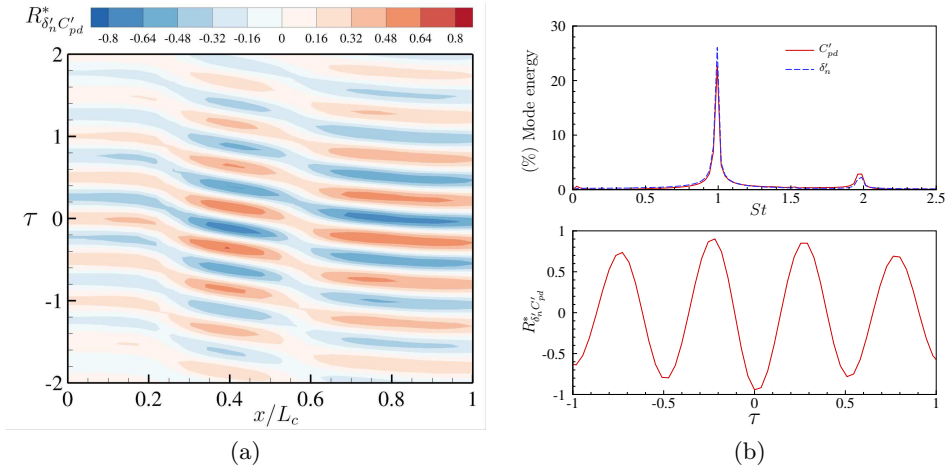 R*δ′nC′pd
-0.8 -0.64 -0.48 -0.32 -0.16 0 0.16 0.32 0.48 0.64 0.8
2
1
τ 0
-1
-2
0 0.2 0.4 0.6 0.8 1
x/Lc
(a)
30
20
10
0
(%) Mode energy
C′pd
δ′n
0 0.5 1 1.5 2 2.5
St
1
0.5
0
-0.5
-1
R*δ′nC′pd
-1 -0.5 0 0.5 1
τ
(b)